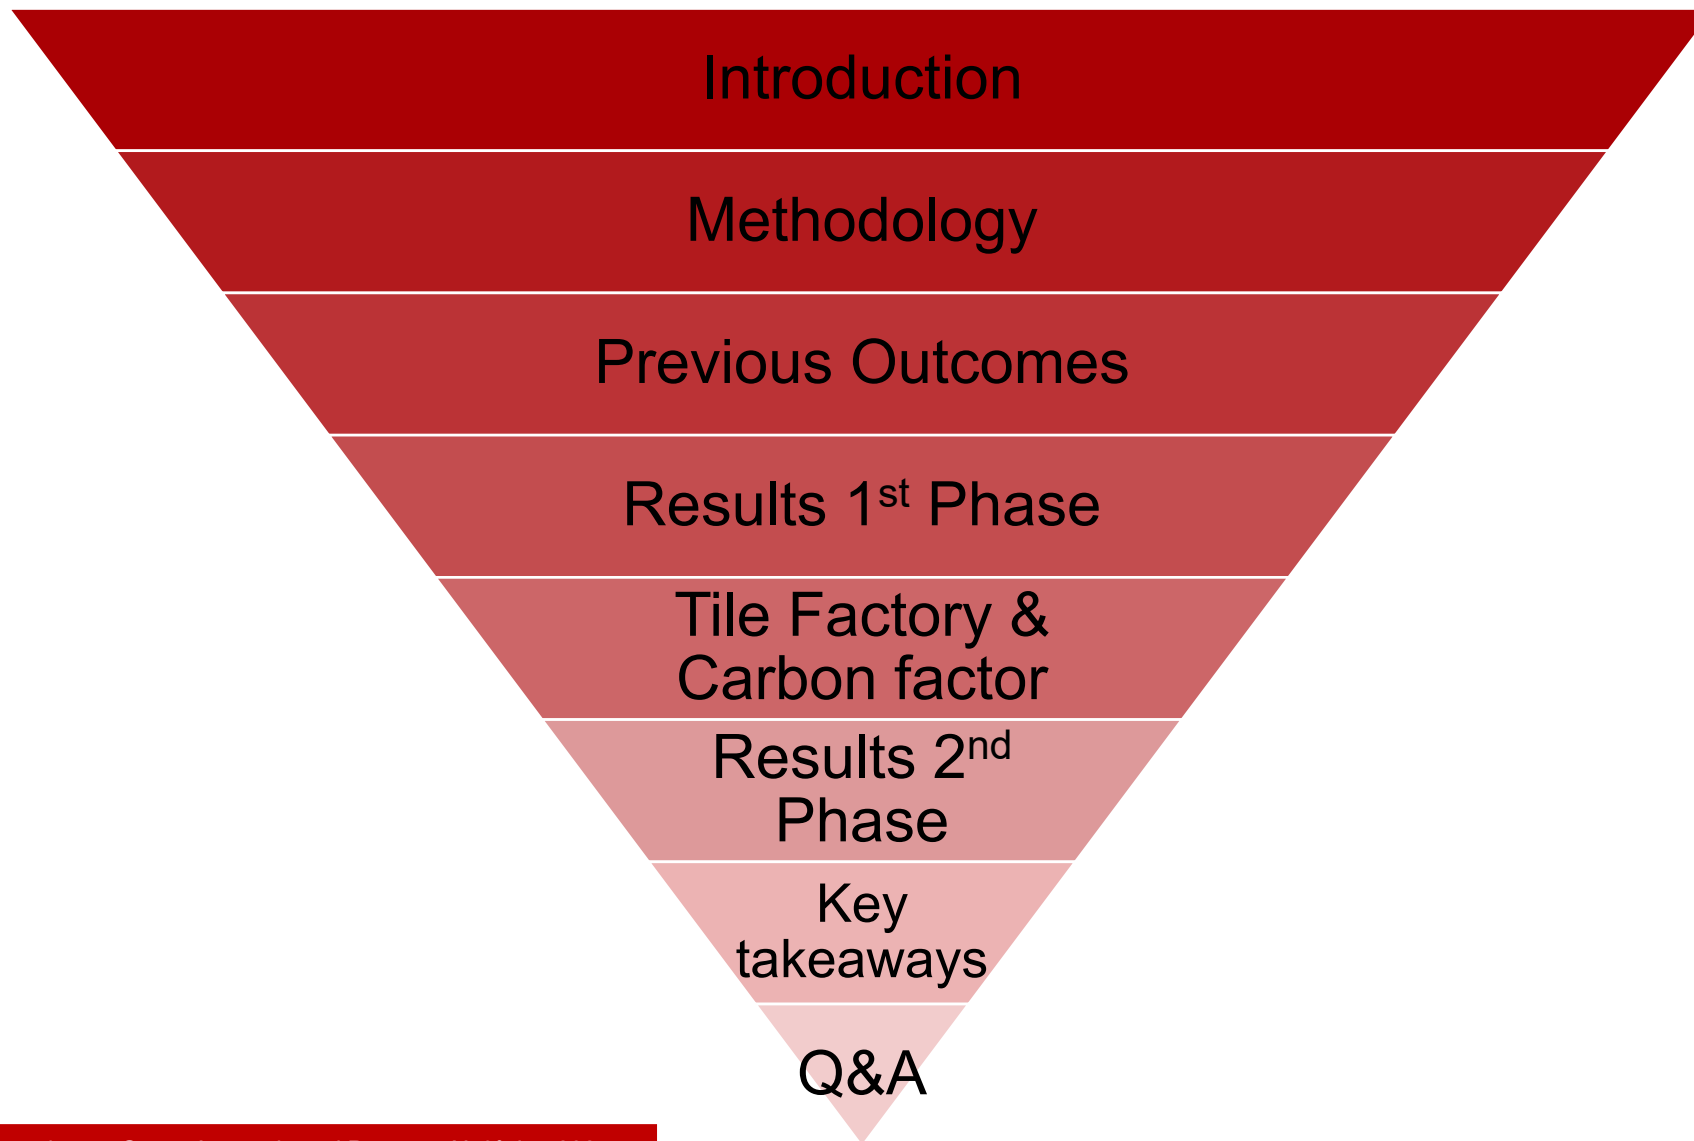 Introduction
Methodology
Previous Outcomes
Results 1st Phase
Tile Factory &
Carbon factor
Results 2nd
Phase
Key
takeaways
Q&A